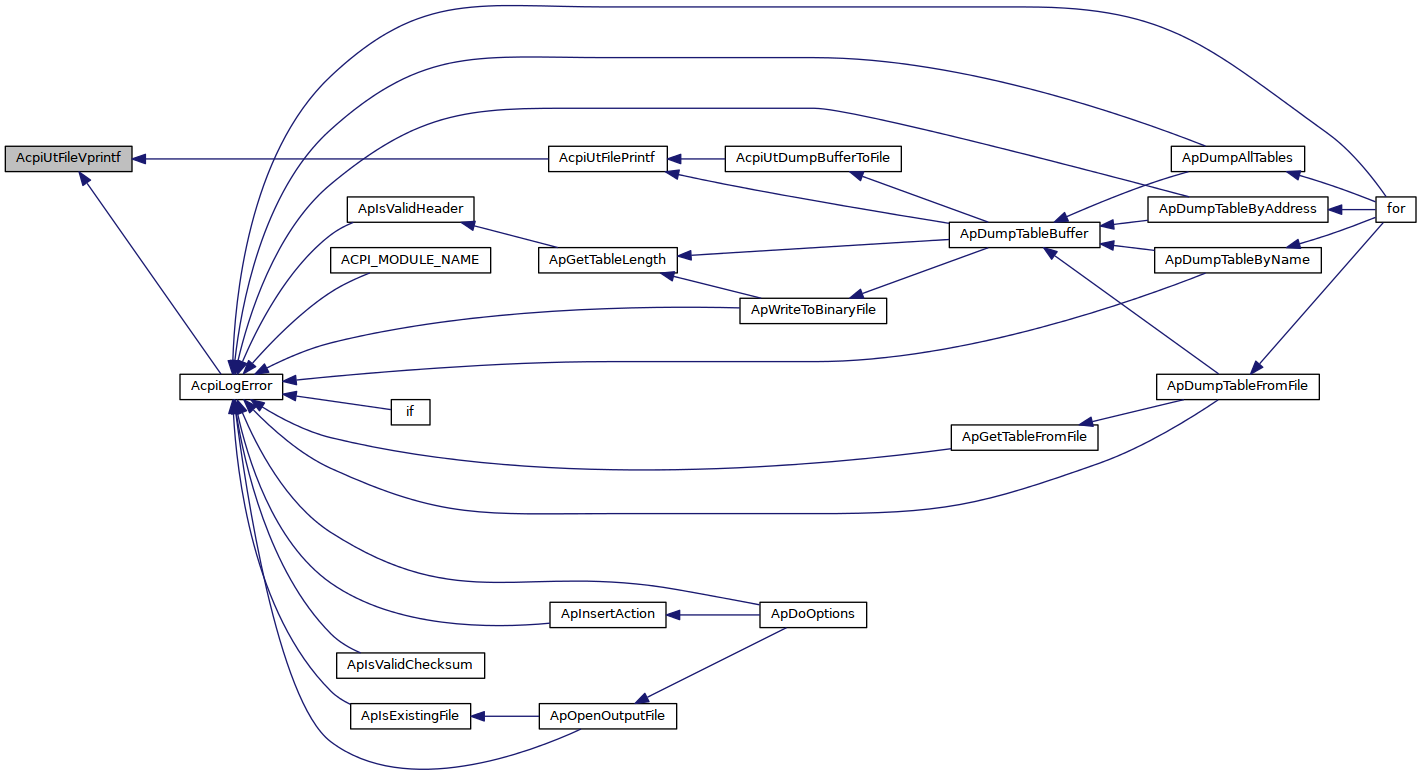 AcpiUtFileVprintf
AcpiUtFilePrintf
AcpiUtDumpBufferToFile
ApDumpAllTables
ApIsValidHeader
ApDumpTableByAddress
for
ApDumpTableBuffer
ACPI_MODULE_NAME
ApGetTableLength
ApDumpTableByName
ApWriteToBinaryFile
AcpiLogError
ApDumpTableFromFile
if
ApGetTableFromFile
ApInsertAction
ApDoOptions
ApIsValidChecksum
ApIsExistingFile
ApOpenOutputFile